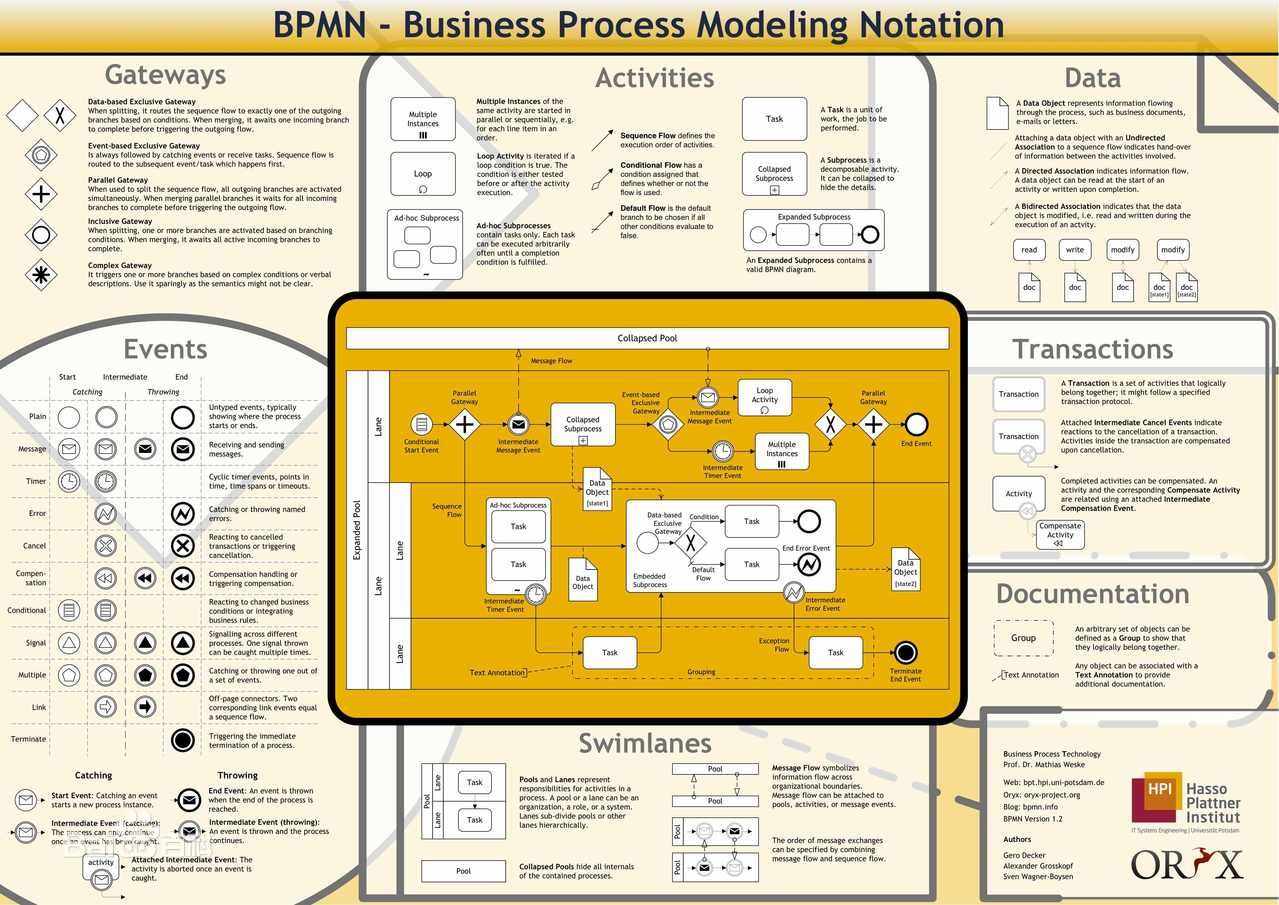 BPMN - Business Process Modeling Notation
Gateways
Data-based Exclusive Gateway
When splitting, it routes the sequence flow to exactly one of the outgoing
branches based on conditions. When merging, it awaits one incoming branch
to complete before triggering the outgoing flow.
Event-based Exclusive Gateway
Is always followed by catching events or receive tasks. Sequence flow is
routed to the subsequent event/task which happens first.
Parallel Gateway
When used to split the sequence flow, all outgoing branches are activated
simultaneously. When merging parallel branches it waits for all incoming
branches to complete before triggering the outgoing flow.
Inclusive Gateway
When splitting, one or more branches are activated based on branching
conditions. When merging, it awaits all active incoming branches to
complete.
Complex Gateway
It triggers one or more branches based on complex conditions or verbal
descriptions. Use it sparingly as the semantics might not be clear.
Activities
Multiple
Instances
Multiple Instances of the
same activity are started in
parallel or sequentially, e.g.
for each line item in an
order.
Loop
Loop Activity is iterated if a
loop condition is true. The
condition is either tested
before or after the activity
execution.
Ad-hoc Subprocess
Ad-hoc Subprocesses
contain tasks only. Each task
can be executed arbitrarily
often until a completion
condition is fulfilled.
Sequence Flow defines the
execution order of activities.
Conditional Flow has a
condition assigned that
defines whether or not the
flow is used.
Default Flow is the default
branch to be chosen if all
other conditions evaluate to
false.
Task
A Task is a unit of
work, the job to be
performed.
Collapsed
Subprocess
A Subprocess is a
decomposable activity.
It can be collapsed to
hide the details.
Expanded Subprocess
An Expanded Subprocess contains a
valid BPMN diagram.
Data
A Data Object represents information flowing
through the process, such as business documents,
e-mails or letters.
Attaching a data object with an Undirected
Association to a sequence flow indicates hand-over
of information between the activities involved.
A Directed Association indicates information flow.
A data object can be read at the start of an
activity or written upon completion.
A Bidirected Association indicates that the data
object is modified, i.e. read and written during the
execution of an activity.
read
write
modify
modify
doc
doc
doc
doc
[state1]
doc
[state2]
Events
Start
Intermediate
End
Catching
Throwing
Plain
Untyped events, typically
showing where the process
starts or ends.
Message
Receiving and sending
messages.
Timer
Cyclic timer events, points in
time, time spans or timeouts.
Error
Catching or throwing named
errors.
Cancel
Reacting to cancelled
transactions or triggering
cancellation.
Compen-
sation
Compensation handling or
triggering compensation.
Conditional
Reacting to changed business
conditions or integrating
business rules.
Signal
Signalling across different
processes. One signal thrown
can be caught multiple times.
Multiple
Catching or throwing one out of
a set of events.
Link
Off-page connectors. Two
corresponding link events equal
a sequence flow.
Terminate
Triggering the immediate
termination of a process.
Catching
Start Event: Catching an event
starts a new process instance.
Intermediate Event (catching):
The process can only continue
once an event has been caught.
activity
Attached Intermediate Event: The
activity is aborted once an event is
caught.
Throwing
End Event: An event is thrown
when the end of the process is
reached.
Intermediate Event (throwing):
An event is thrown and the process
continues.
Collapsed Pool
Message Flow
Expanded Pool
Lane
Lane
Lane
Lane
Conditional
Start Event
Parallel
Gateway
Intermediate
Message Event
Collapsed
Subprocess
Event-based
Exclusive
Gateway
Intermediate
Message Event
Loop
Activity
Intermediate
Timer Event
Multiple
Instances
Parallel
Gateway
End Event
Data
Object
[state1]
Sequence
Flow
Ad-hoc Subprocess
Task
Task
Intermediate
Timer Event
Data
Object
Data-based
Exclusive
Gateway
Condition
Task
Default
Flow
Task
End Error Event
Embedded
Subprocess
Intermediate
Error Event
Data
Object
[state2]
Text Annotation
Task
Grouping
Exception
Flow
Task
Terminate
End Event
Transactions
Transaction
A Transaction is a set of activities that logically
belong together; it might follow a specified
transaction protocol.
Transaction
Attached Intermediate Cancel Events indicate
reactions to the cancellation of a transaction.
Activities inside the transaction are compensated
upon cancellation.
Activity
Compensate
Activity
Completed activities can be compensated. An
activity and the corresponding Compensate Activity
are related using an attached Intermediate
Compensation Event.
Documentation
Group
An arbitrary set of objects can be
defined as a Group to show that
they logically belong together.
Text Annotation
Any object can be associated with a
Text Annotation to provide
additional documentation.
Swimlanes
Pool
Lane
Lane
Task
Task
Pools and Lanes represent
responsibilities for activities in a
process. A pool or a lane can be an
organization, a role, or a system.
Lanes sub-divide pools or other
lanes hierarchically.
Pool
Collapsed Pools hide all internals
of the contained processes.
Pool
Pool
Message Flow symbolizes
information flow across
organizational boundaries.
Message flow can be attached to
pools, activities, or message events.
Pool
Pool
The order of message exchanges
can be specified by combining
message flow and sequence flow.
Business Process Technology
Prof. Dr. Mathias Weske
Web: bpt.hpi.uni-potsdam.de
Oryx: oryx-project.org
Blog: bpmn.info
BPMN Version 1.2
Authors
Gero Decker
Alexander Grosskopf
Sven Wagner-Boysen
HPI
Hasso
Plattner
Institut
IT Systems Engineering | Universität Potsdam
ORYX